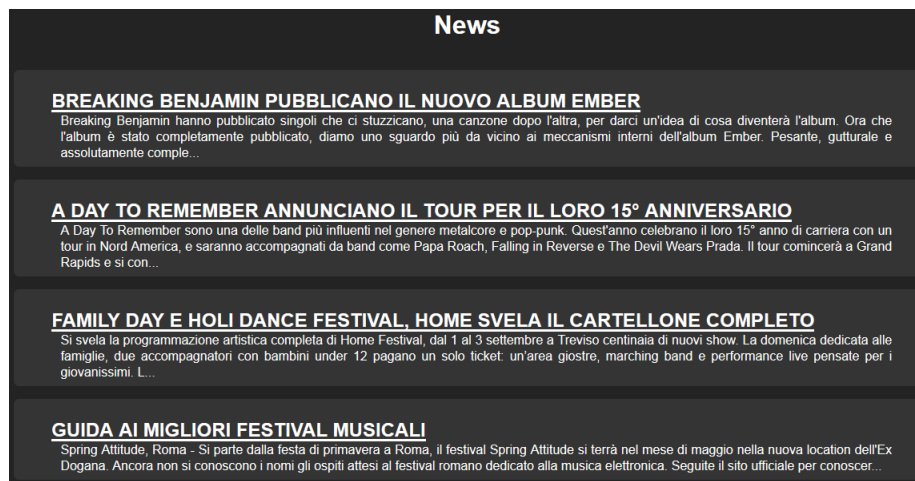 News
BREAKING BENJAMIN PUBBLICANO IL NUOVO ALBUM EMBER
Breaking Benjamin hanno pubblicato singoli che ci stuzzicano, una canzone dopo l'altra, per darci un'idea di cosa diventerà l'album. Ora che
l'album è stato completamente pubblicato, diamo uno sguardo più da vicino ai meccanismi interni dell'album Ember. Pesante, gutturale e
assolutamente comple...
A DAY TO REMEMBER ANNUNCIANO IL TOUR PER IL LORO 15° ANNIVERSARIO
A Day To Remember sono una delle band più influenti nel genere metalcore e pop-punk. Quest'anno celebrano il loro 15° anno di carriera con un
tour in Nord America, e saranno accompagnati da band come Papa Roach, Falling in Reverse e The Devil Wears Prada. Il tour comincerà a Grand
Rapids e si con...
FAMILY DAY E HOLI DANCE FESTIVAL, HOME SVELA IL CARTELLONE COMPLETO
Si svela la programmazione artistica completa di Home Festival, dal 1 al 3 settembre a Treviso centinaia di nuovi show. La domenica dedicata alle
famiglie, due accompagnatori con bambini under 12 pagano un solo ticket: un'area giostre, marching band e performance live pensate per i
giovanissimi. L...
GUIDA AI MIGLIORI FESTIVAL MUSICALI
Spring Attitude, Roma - Si parte dalla festa di primavera a Roma, il festival Spring Attitude si terrà nel mese di maggio nella nuova location dell'Ex
Dogana. Ancora non si conoscono i nomi gli ospiti attesi al festival romano dedicato alla musica elettronica. Seguite il sito ufficiale per conoscer...